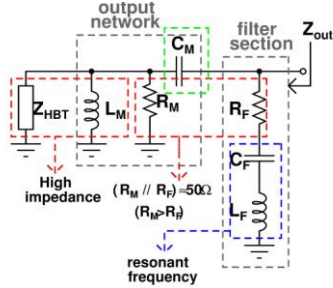 output
network
filter
section
Z_out
C_M
Z_HBT
L_M
R_M
R_F
C_F
L_F
High
impedance
(R_M // R_F)≈50Ω
(R_M>R_F)
resonant
frequency